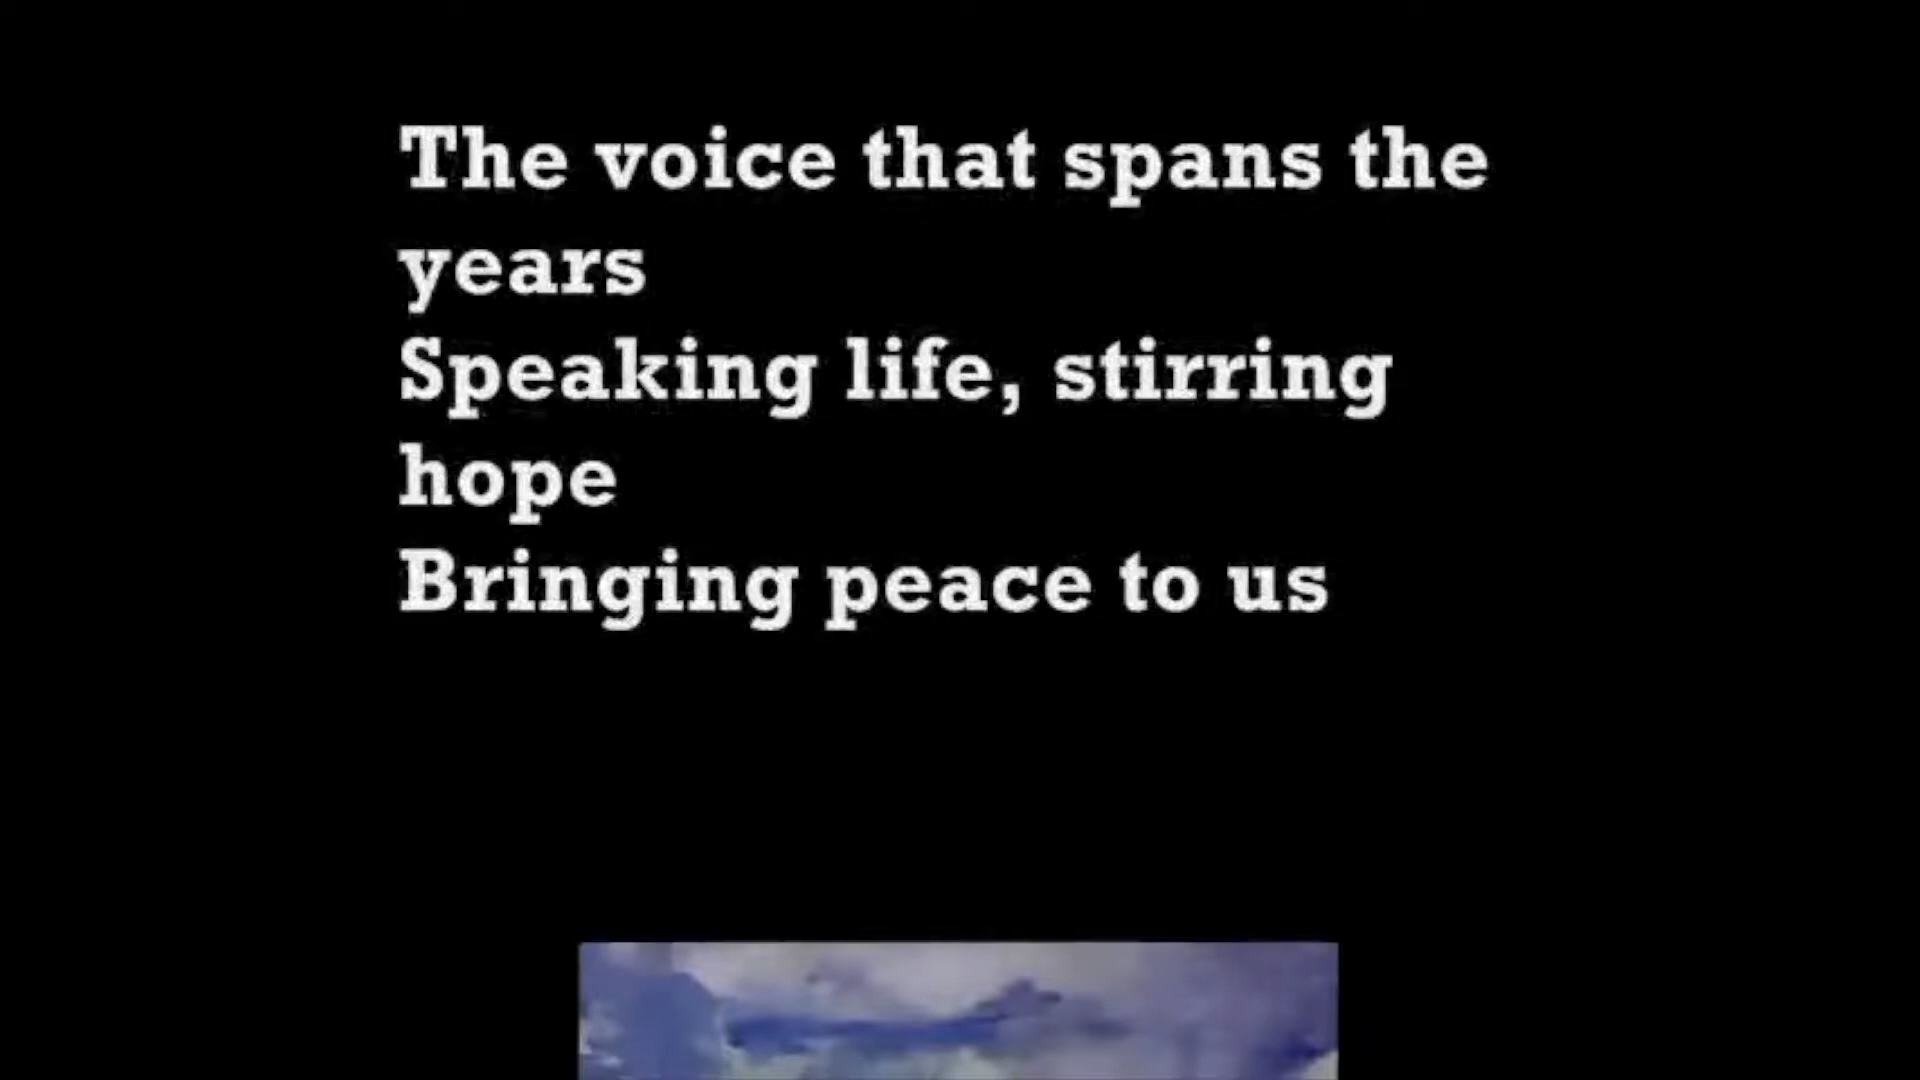 The voice that spans the
years
Speaking life, stirring
hope
Bringing peace to us